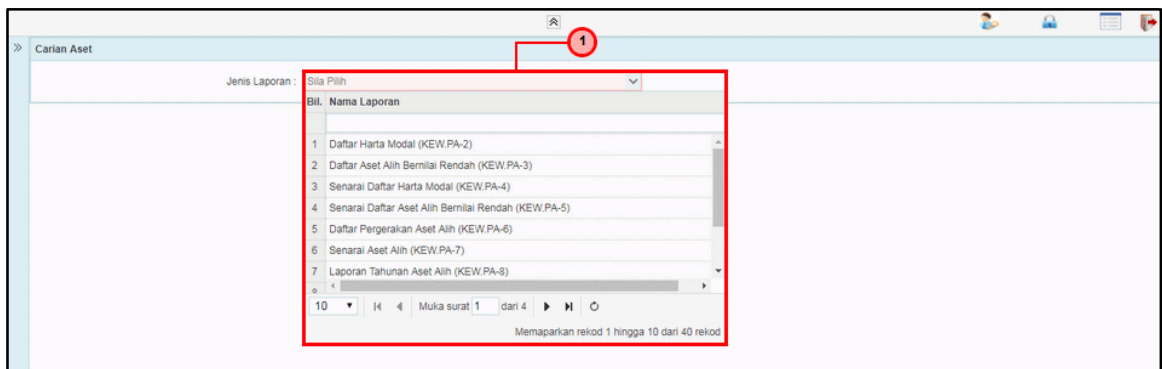 1
Carian Aset
Jenis Laporan : Sila Pilih
Bil. Nama Laporan
1 Daftar Harta Modal (KEW.PA-2)
2 Daftar Aset Alih Bernilai Rendah (KEW.PA-3)
3 Senarai Daftar Harta Modal (KEW.PA-4)
4 Senarai Daftar Aset Alih Bernilai Rendah (KEW.PA-5)
5 Daftar Pergerakan Aset Alih (KEW.PA-6)
6 Senarai Aset Alih (KEW.PA-7)
7 Laporan Tahunan Aset Alih (KEW.PA-8)
10 Muka surat 1 dari 4
Memaparkan rekod 1 hingga 10 dari 40 rekod